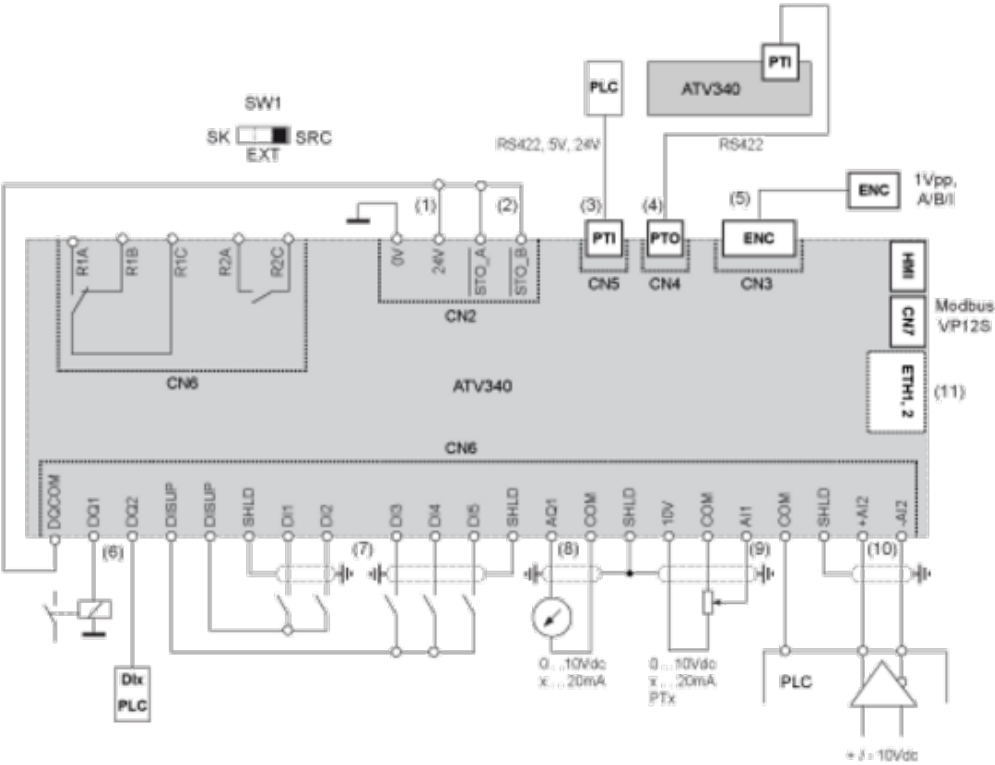 PTI
PLC
ATV340
SW1
SK SRC
EXT
RS422, 5V, 24V
RS422
ENC
1Vpp,
A/B/I
(1)
(2)
(3)
(4)
(5)
R1A
R1B
R1C
R2A
R2C
0V
24V
STO_A
STO_B
PTI
PTO
ENC
HMI
CN5
CN4
CN3
CN2
CN7
Modbus
VP12S
CN6
ATV340
ETH1, 2
(11)
CN6
DQCOM
DQ1
DQ2
DISUP
DISUP
SHLD
DI1
DI2
DI3
DI4
DI5
SHLD
AQ1
COM
SHLD
10V
COM
AI1
COM
SHLD
+AI2
-AI2
(6)
(7)
(8)
(9)
(10)
0...10Vdc
x...20mA
0...10Vdc
x...20mA
PTx
DIx
PLC
PLC
+/- 10Vdc